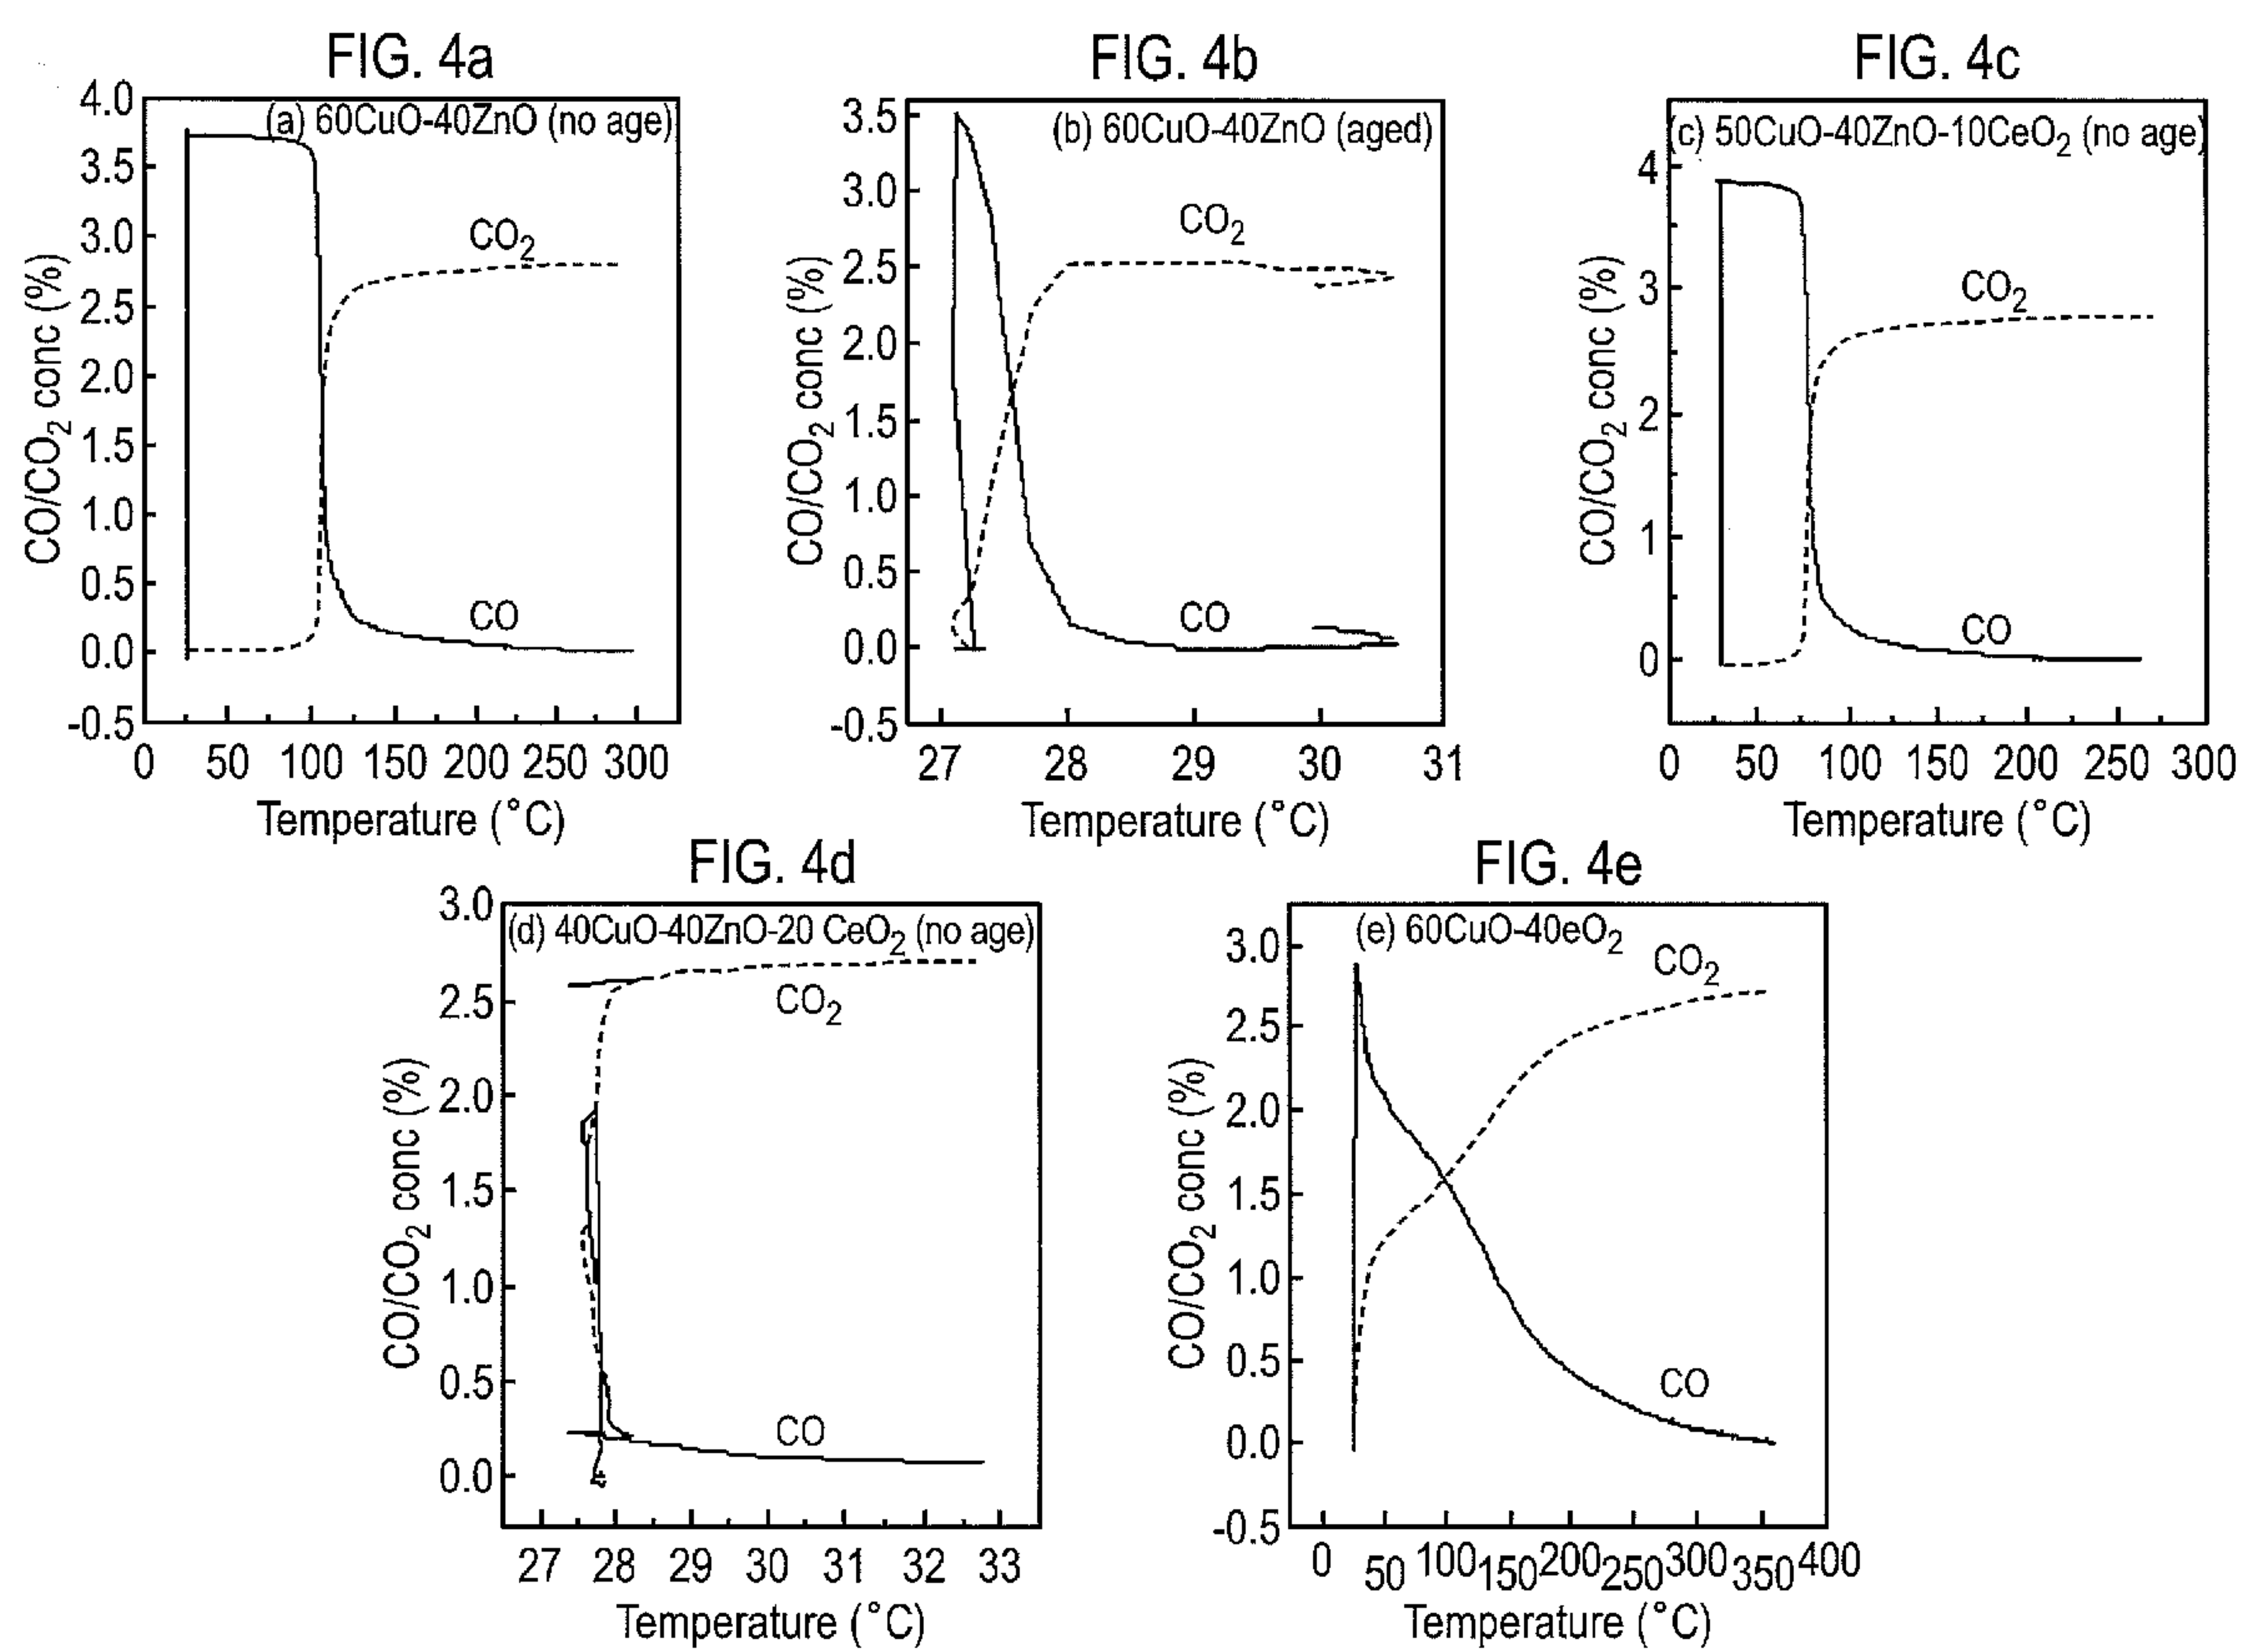 FIG. 4a
(a) 60CuO-40ZnO (no age)
4.0
3.5
3.0
2.5
2.0
1.5
1.0
0.5
0.0
-0.5
CO/CO2 conc (%)
CO2
CO
0 50 100 150 200 250 300
Temperature (°C)
FIG. 4b
(b) 60CuO-40ZnO (aged)
3.5
3.0
2.5
2.0
1.5
1.0
0.5
0.0
-0.5
CO/CO2 conc (%)
CO2
CO
27 28 29 30 31
Temperature (°C)
FIG. 4c
(c) 50CuO-40ZnO-10CeO2 (no age)
4
3
2
1
0
CO/CO2 conc (%)
CO2
CO
0 50 100 150 200 250 300
Temperature (°C)
FIG. 4d
(d) 40CuO-40ZnO-20 CeO2 (no age)
3.0
2.5
2.0
1.5
1.0
0.5
0.0
CO/CO2 conc (%)
CO2
CO
27 28 29 30 31 32 33
Temperature (°C)
FIG. 4e
(e) 60CuO-40eO2
3.0
2.5
2.0
1.5
1.0
0.5
0.0
-0.5
CO/CO2 conc (%)
CO2
CO
0 50 100 150 200 250 300 350 400
Temperature (°C)